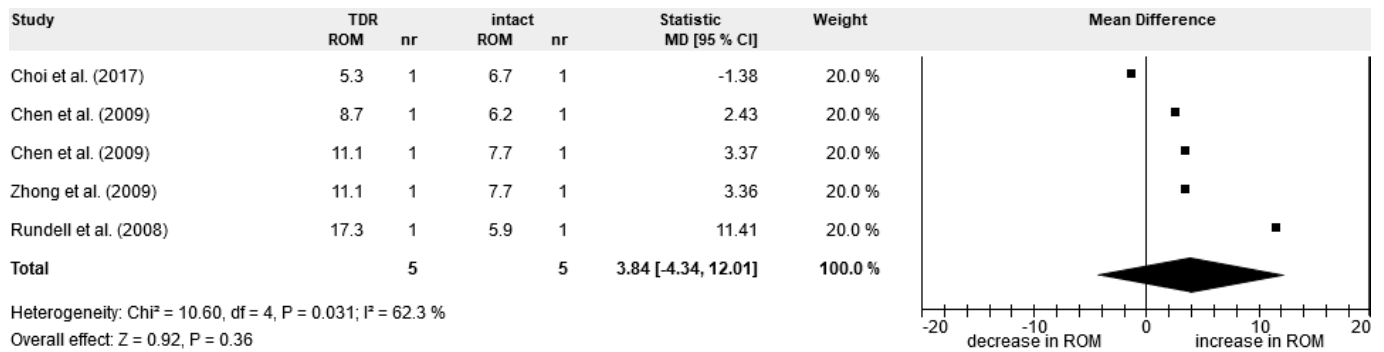 Study TDR intact Statistic Weight Mean Difference
ROM nr ROM nr MD [95 % CI]
Choi et al. (2017) 5.3 1 6.7 1 -1.38 20.0 %
Chen et al. (2009) 8.7 1 6.2 1 2.43 20.0 %
Chen et al. (2009) 11.1 1 7.7 1 3.37 20.0 %
Zhong et al. (2009) 11.1 1 7.7 1 3.36 20.0 %
Rundell et al. (2008) 17.3 1 5.9 1 11.41 20.0 %
Total 5 5 3.84 [-4.34, 12.01] 100.0 %
Heterogeneity: Chi² = 10.60, df = 4, P = 0.031; I² = 62.3 %
Overall effect: Z = 0.92, P = 0.36
-20 -10 0 10 20
decrease in ROM increase in ROM